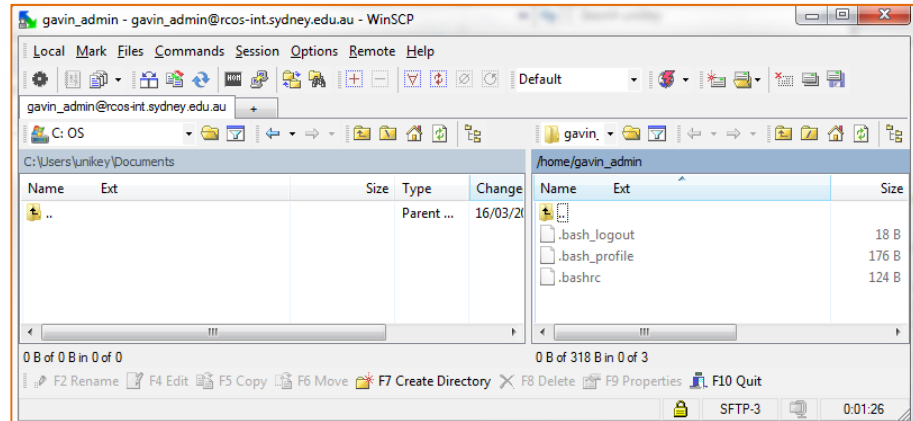 gavin_admin - gavin_admin@rcos-int.sydney.edu.au - WinSCP
Local Mark Files Commands Session Options Remote Help
Default
gavin_admin@rcos-int.sydney.edu.au +
C: OS
gavin_
C:\Users\unikey\Documents
/home/gavin_admin
Name Ext Size Type Change
Name Ext Size
.. Parent ... 16/03/20
..
.bash_logout 18 B
.bash_profile 176 B
.bashrc 124 B
0 B of 0 B in 0 of 0
0 B of 318 B in 0 of 3
F2 Rename F4 Edit F5 Copy F6 Move F7 Create Directory F8 Delete F9 Properties F10 Quit
SFTP-3 0:01:26